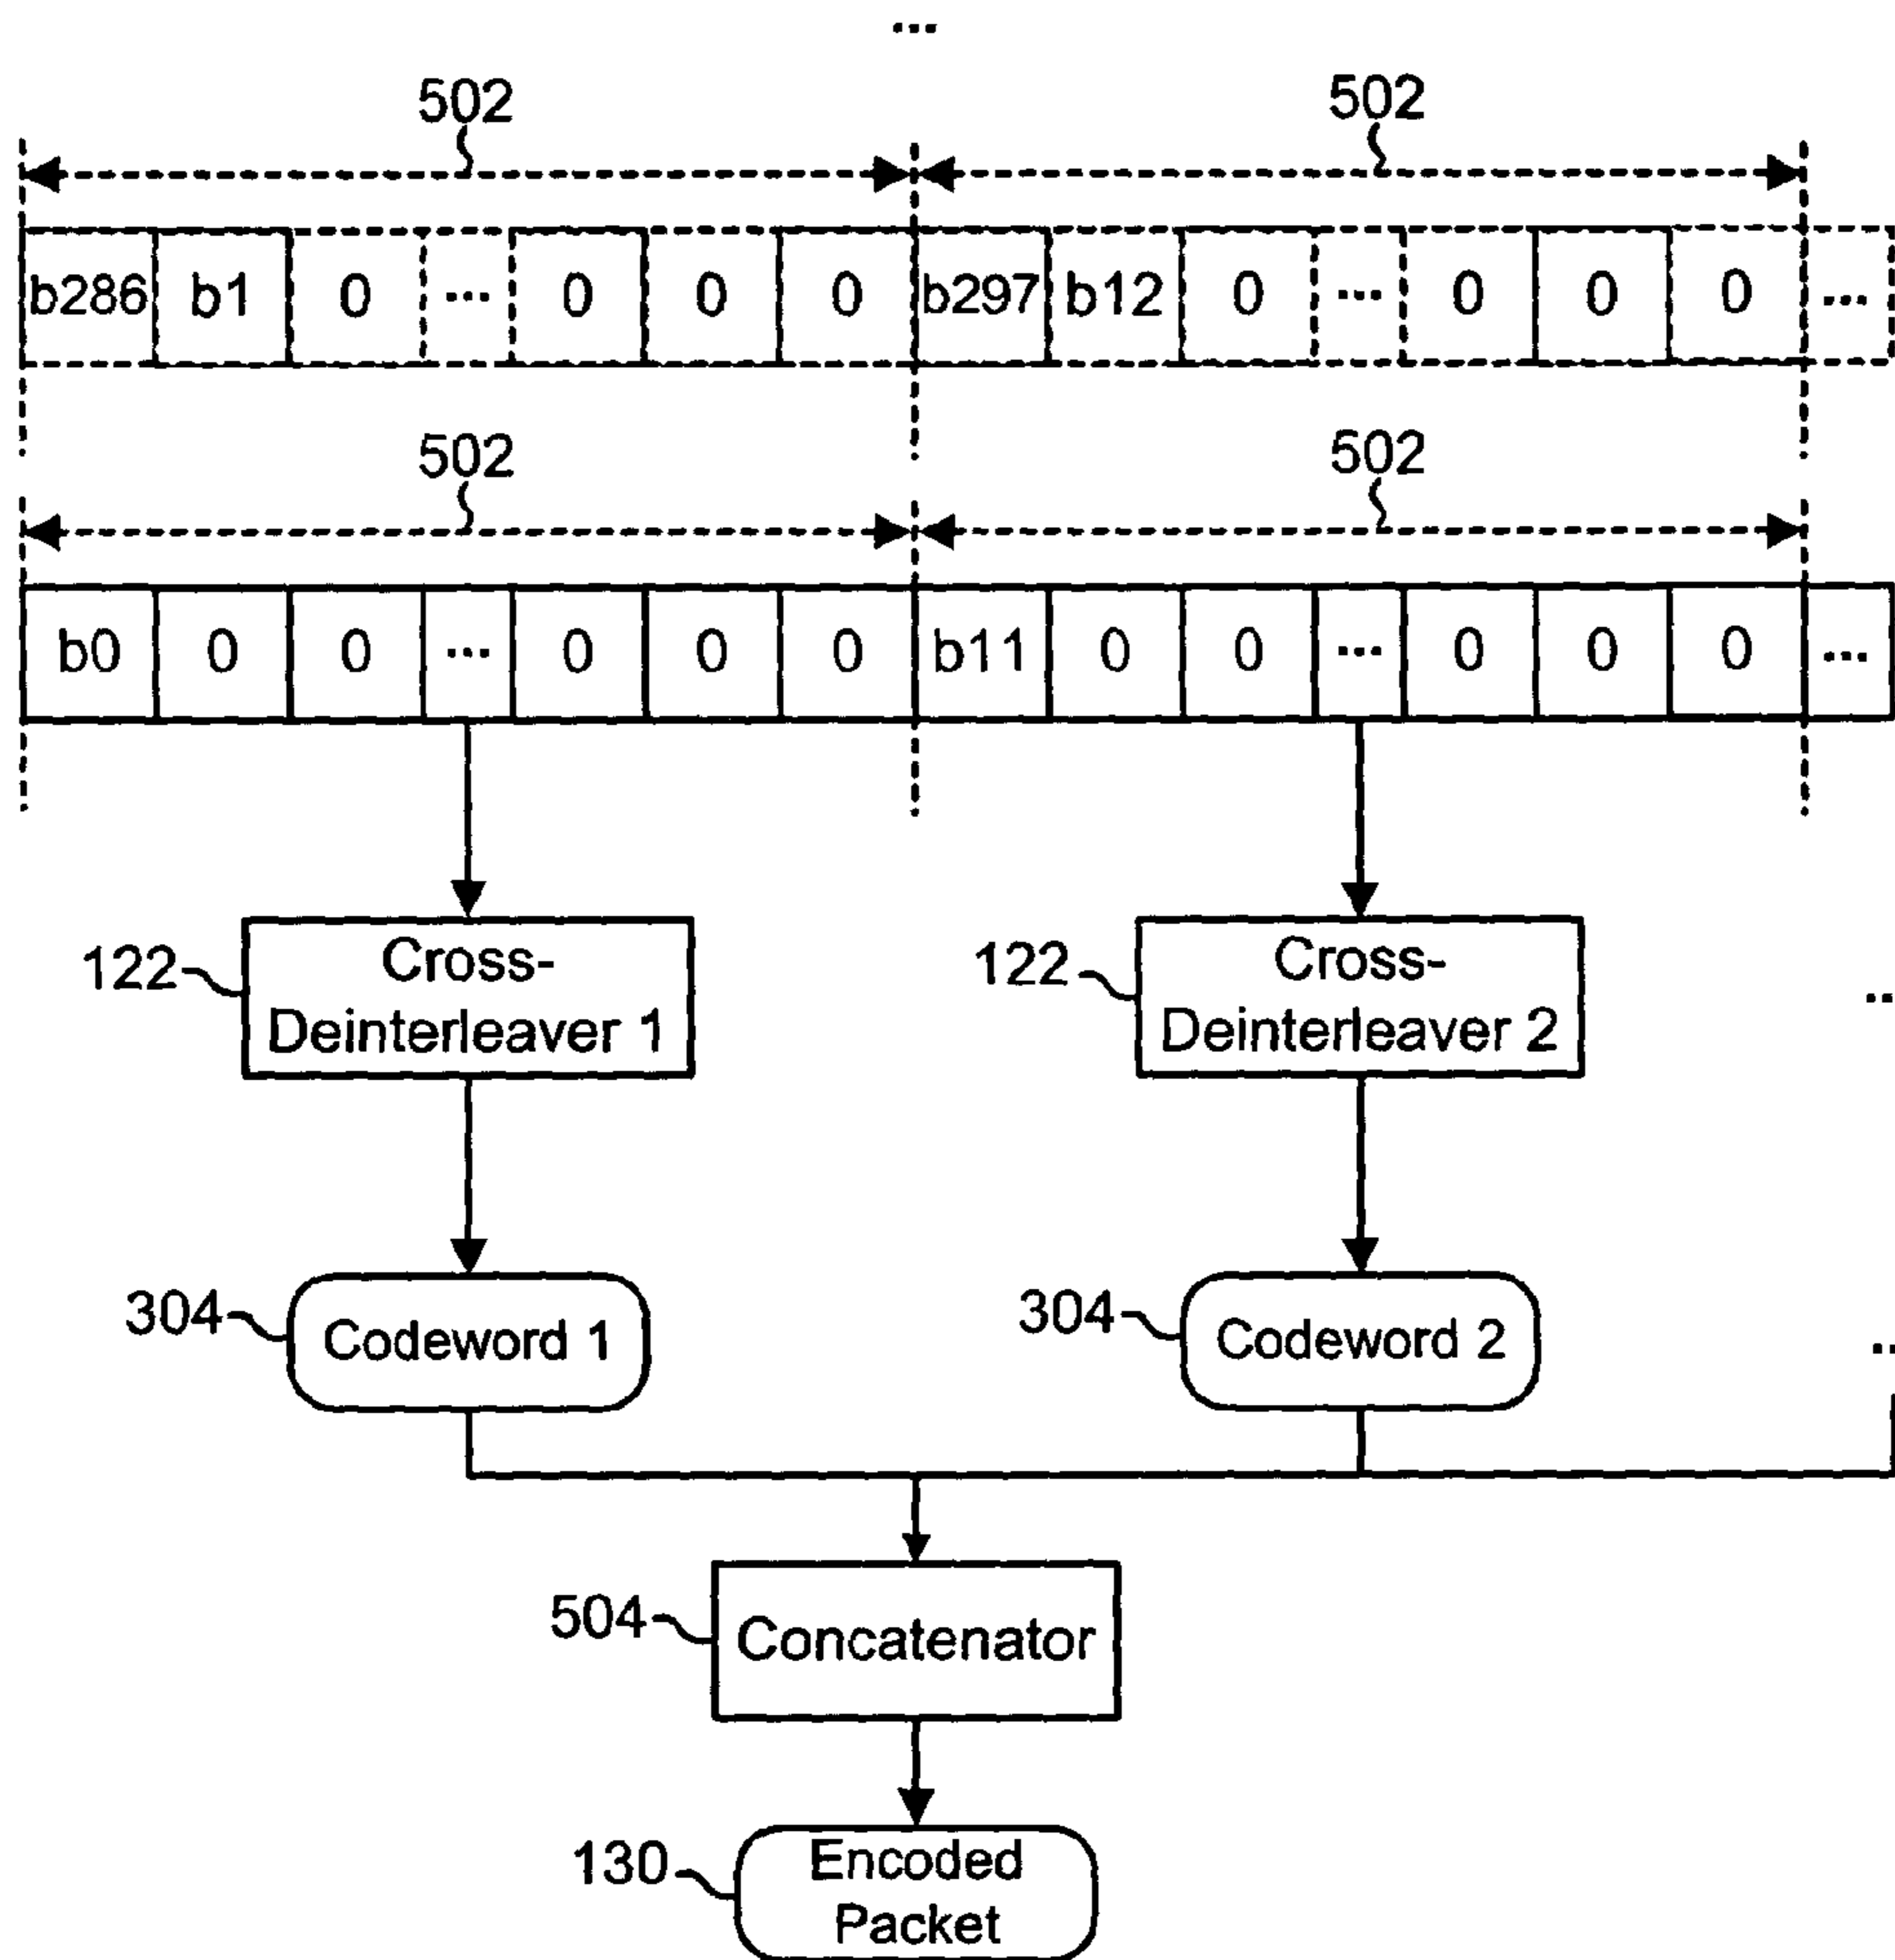 ...
502 502
b286 b1 0 ... 0 0 0 b297 b12 0 ... 0 0 0 ...
502 502
b0 0 0 ... 0 0 0 b11 0 0 ... 0 0 0 ...
122 Cross-
Deinterleaver 1
122 Cross-
Deinterleaver 2
..
304 Codeword 1
304 Codeword 2
..
504 Concatenator
130 Encoded
Packet